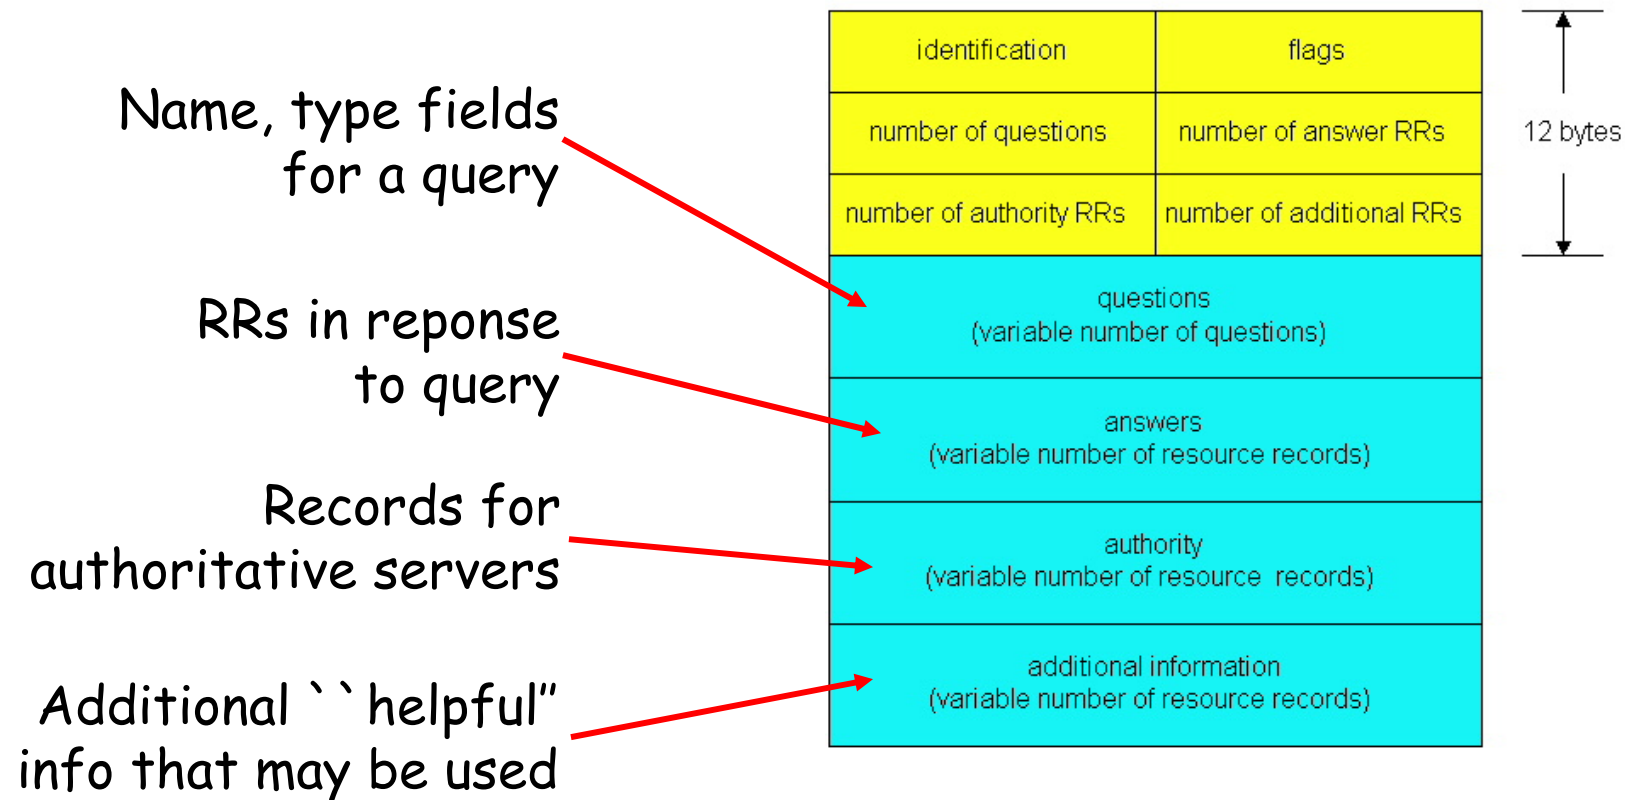 Name, type fields
for a query
RRs in reponse
to query
Records for
authoritative servers
Additional ``helpful”
info that may be used
identification
flags
number of questions
number of answer RRs
number of authority RRs
number of additional RRs
12 bytes
questions
(variable number of questions)
answers
(variable number of resource records)
authority
(variable number of resource records)
additional information
(variable number of resource records)